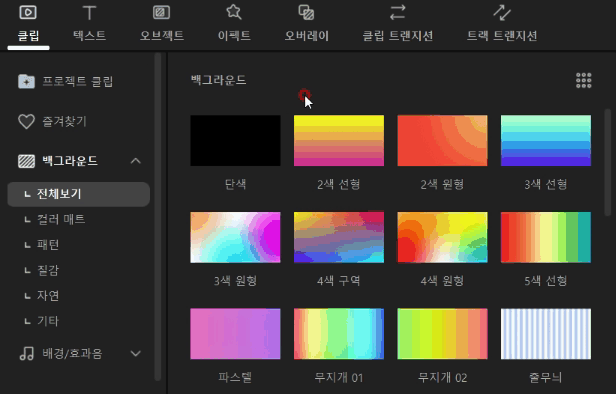 클립 텍스트 오브젝트 이펙트 오버레이 클립 트랜지션 트랙 트랜지션
프로젝트 클립
즐겨찾기
백그라운드
전체보기
컬러 매트
패턴
질감
자연
기타
배경/효과음
백그라운드
단색 2색 선형 2색 원형 3색 선형
3색 원형 4색 구역 4색 원형 5색 선형
파스텔 무지개 01 무지개 02 줄무늬